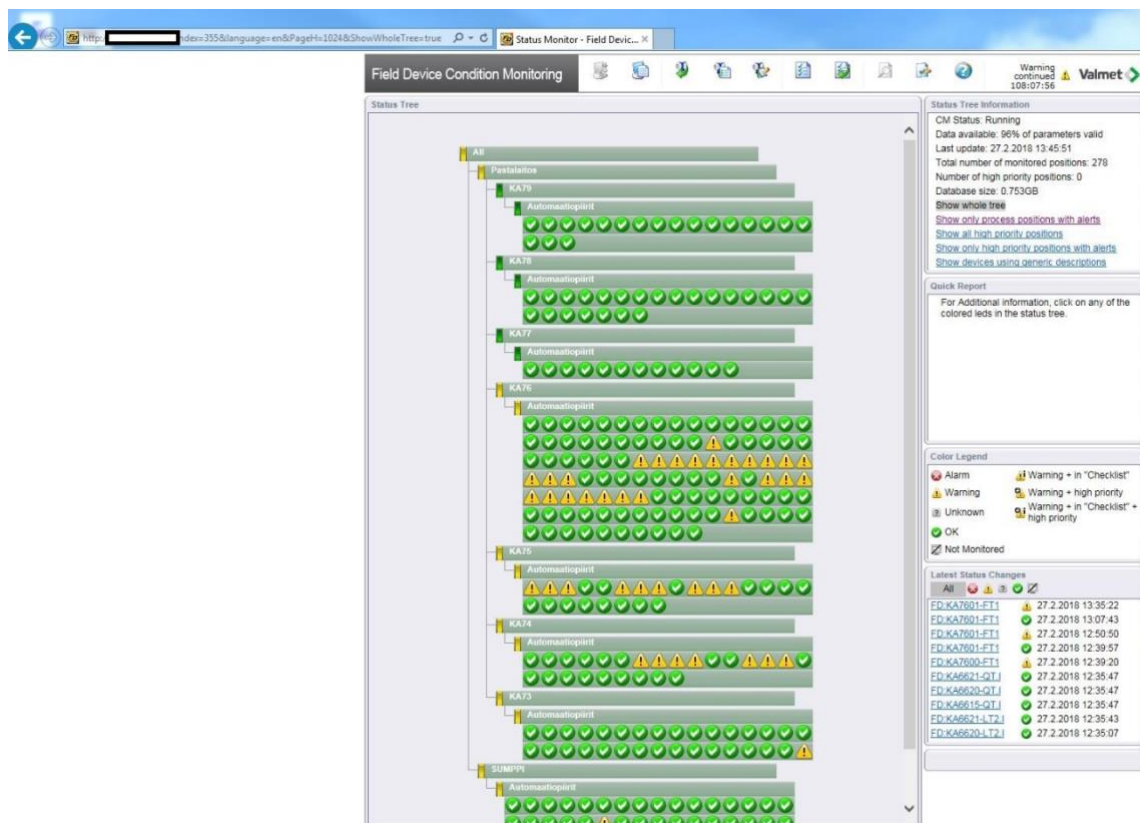 http:
ndex=355&language=en&PageH=1024&ShowWholeTree=true
Status Monitor - Field Devic...
Field Device Condition Monitoring
Warning
continued
108:07:56
Valmet
Status Tree
All
Pastalaitos
KA79
Automaatiopiirit
KA78
Automaatiopiirit
KA77
Automaatiopiirit
KA76
Automaatiopiirit
KA75
Automaatiopiirit
KA74
Automaatiopiirit
KA73
Automaatiopiirit
SUMPPI
Automaatiopiirit
Status Tree Information
CM Status: Running
Data available: 96% of parameters valid
Last update: 27.2.2018 13:45:51
Total number of monitored positions: 278
Number of high priority positions: 0
Database size: 0.753GB
Show whole tree
Show only process positions with alerts
Show all high priority positions
Show only high priority positions with alerts
Show devices using generic descriptions
Quick Report
For Additional information, click on any of the
colored leds in the status tree.
Color Legend
Alarm
Warning + in "Checklist"
Warning
Warning + high priority
Unknown
Warning + in "Checklist" +
high priority
OK
Not Monitored
Latest Status Changes
All
FD:KA7601-FT1 27.2.2018 13:35:22
FD:KA7601-FT1 27.2.2018 13:07:43
FD:KA7601-FT1 27.2.2018 12:50:50
FD:KA7601-FT1 27.2.2018 12:39:57
FD:KA7600-FT1 27.2.2018 12:39:20
FD:KA6621-QT.I 27.2.2018 12:35:47
FD:KA6620-QT.I 27.2.2018 12:35:47
FD:KA6615-QT.I 27.2.2018 12:35:47
FD:KA6621-LT2.I 27.2.2018 12:35:43
FD:KA6620-LT2.I 27.2.2018 12:35:07